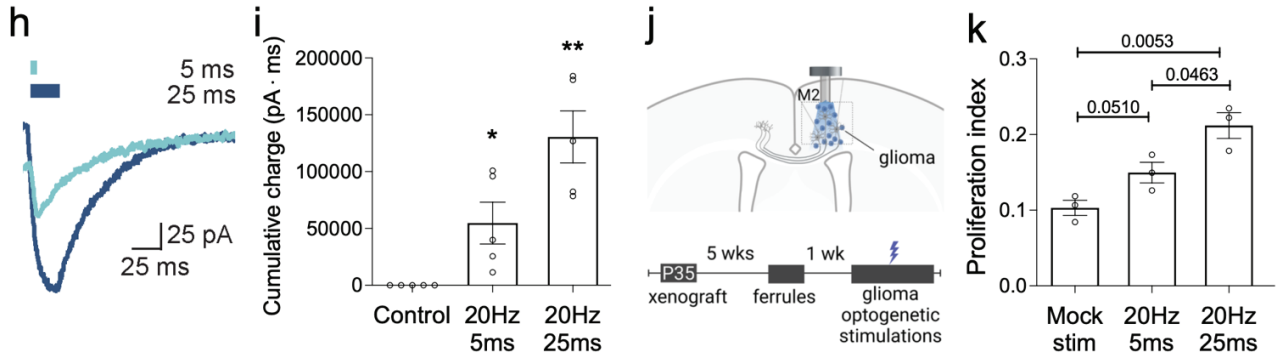 h
5 ms
25 ms
25 pA
25 ms
i
Cumulative charge (pA · ms)
200000
150000
100000
50000
0
*
**
Control
20Hz
5ms
20Hz
25ms
j
M2
glioma
5 wks
1 wk
P35
xenograft
ferrules
glioma
optogenetic
stimulations
k
Proliferation index
0.3
0.2
0.1
0.0
0.0053
0.0463
0.0510
Mock
stim
20Hz
5ms
20Hz
25ms